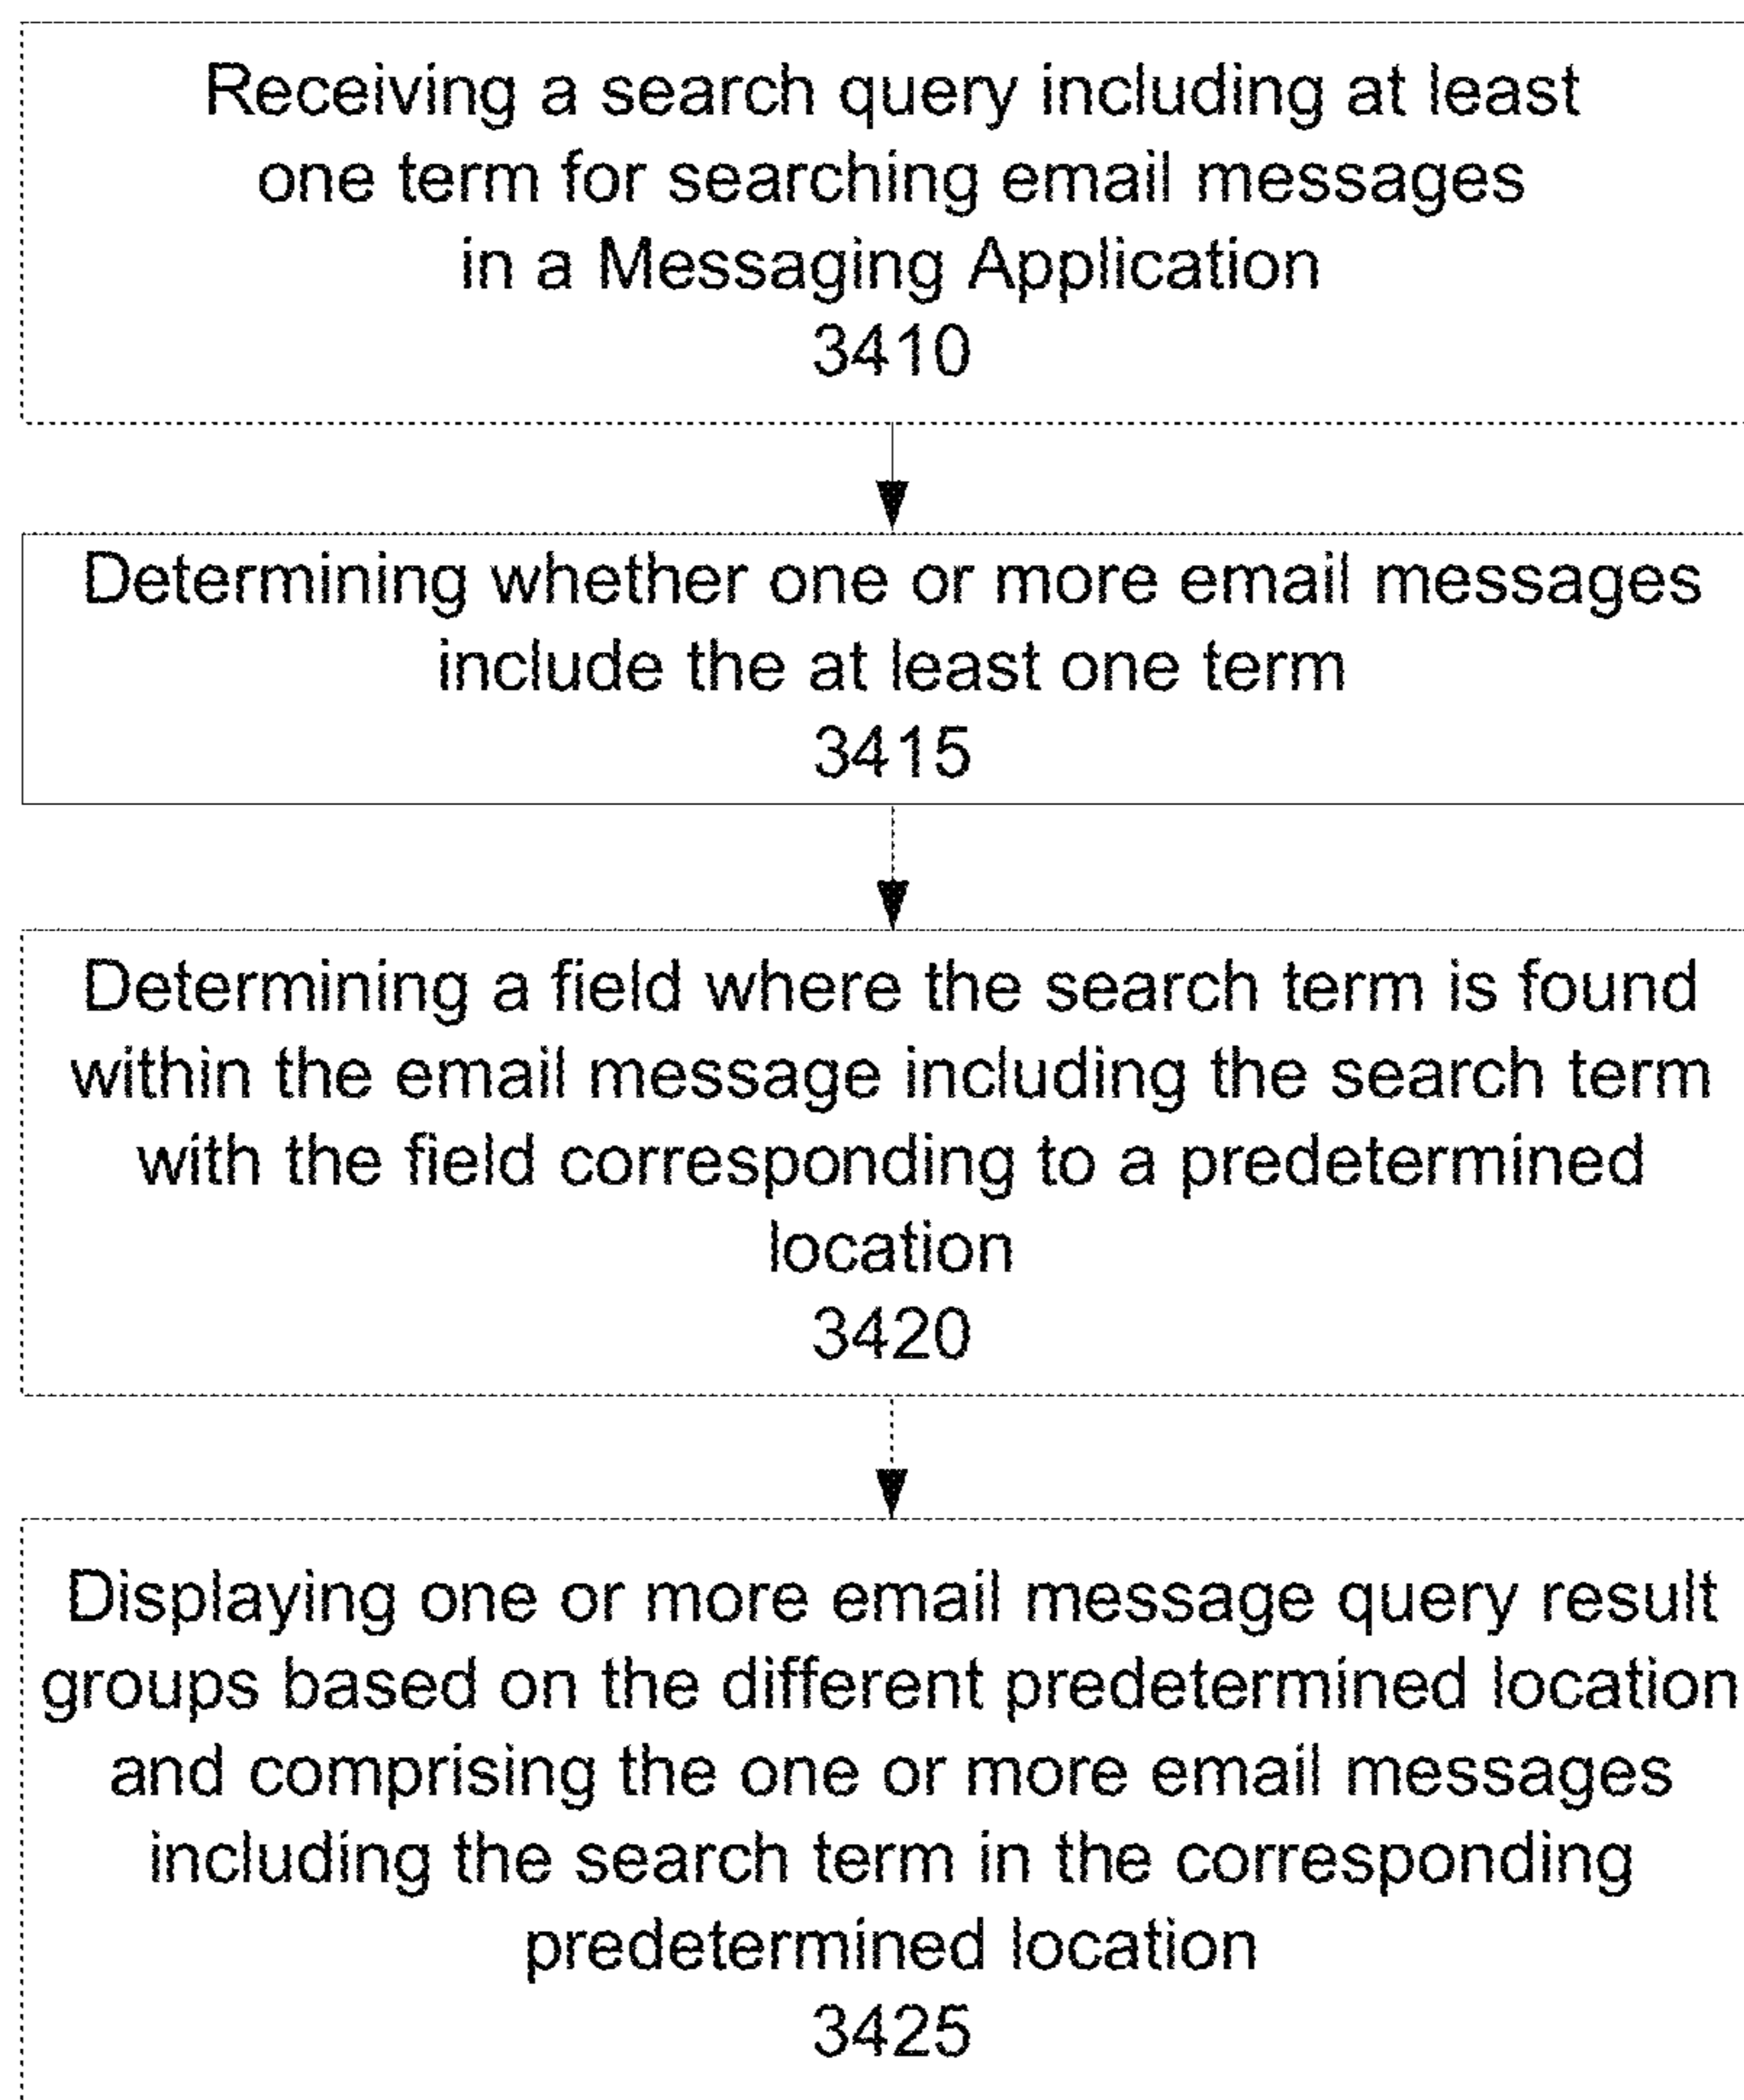 Receiving a search query including at least
one term for searching email messages
in a Messaging Application
3410
Determining whether one or more email messages
include the at least one term
3415
Determining a field where the search term is found
within the email message including the search term
with the field corresponding to a predetermined
location
3420
Displaying one or more email message query result
groups based on the different predetermined location
and comprising the one or more email messages
including the search term in the corresponding
predetermined location
3425